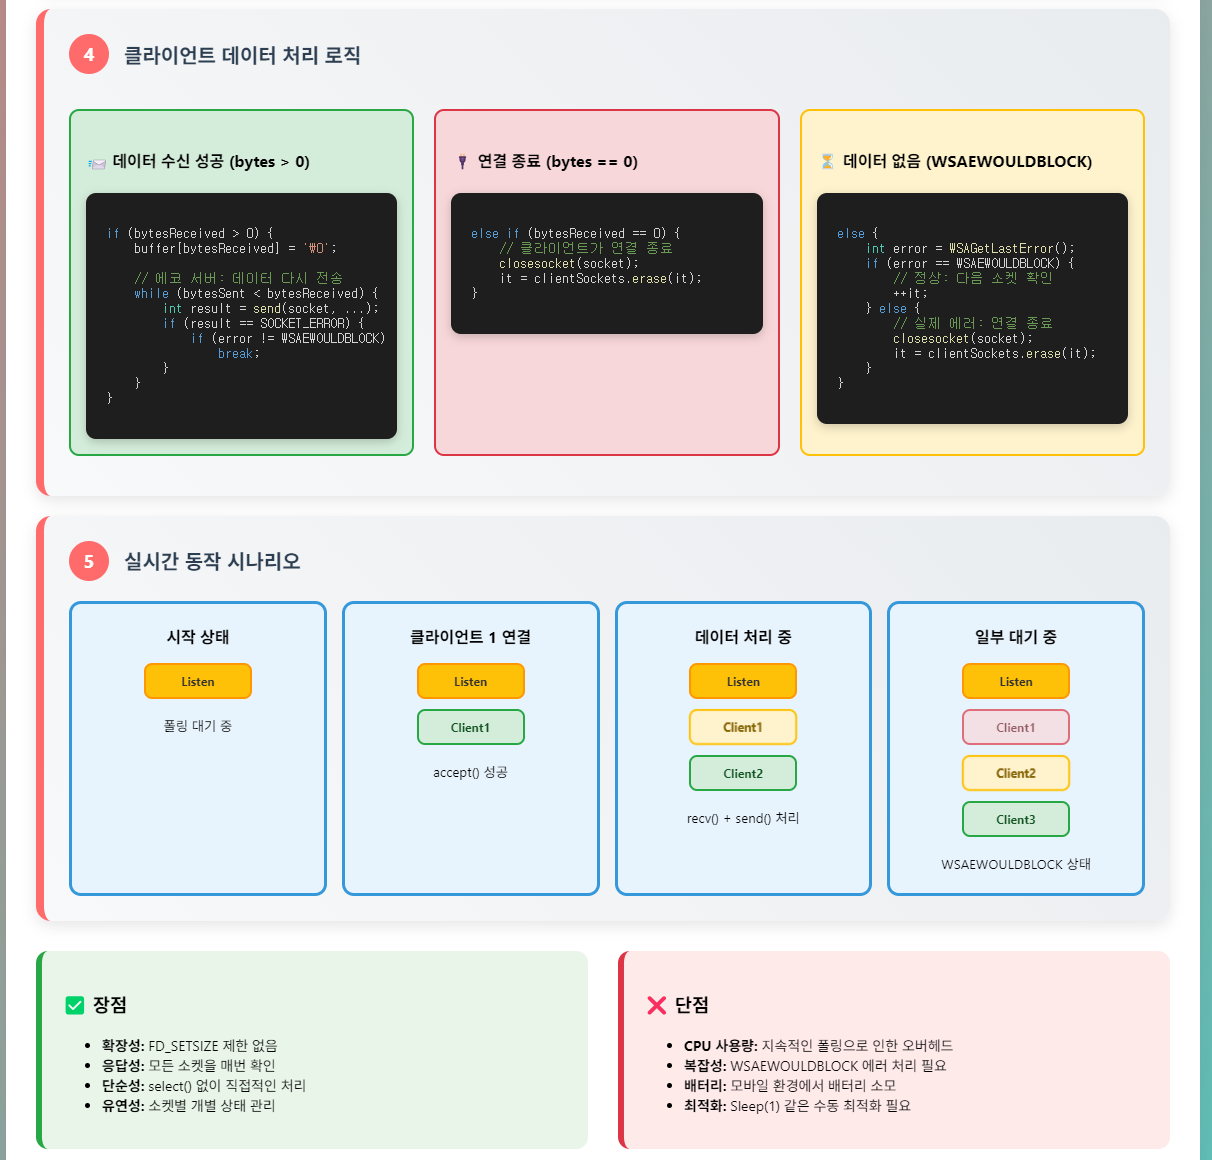 4
클라이언트 데이터 처리 로직
데이터 수신 성공 (bytes > 0)
if (bytesReceived > 0) {
    buffer[bytesReceived] = '₩0';

    // 에코 서버: 데이터 다시 전송
    while (bytesSent < bytesReceived) {
        int result = send(socket, ...);
        if (result == SOCKET_ERROR) {
            if (error != WSAEWOULDBLOCK)
                break;
        }
    }
}
연결 종료 (bytes == 0)
else if (bytesReceived == 0) {
    // 클라이언트가 연결 종료
    closesocket(socket);
    it = clientSockets.erase(it);
}
데이터 없음 (WSAEWOULDBLOCK)
else {
    int error = WSAGetLastError();
    if (error == WSAEWOULDBLOCK) {
        // 정상: 다음 소켓 확인
        ++it;
    } else {
        // 실제 에러: 연결 종료
        closesocket(socket);
        it = clientSockets.erase(it);
    }
}
5
실시간 동작 시나리오
시작 상태
Listen
폴링 대기 중
클라이언트 1 연결
Listen
Client1
accept() 성공
데이터 처리 중
Listen
Client1
Client2
recv() + send() 처리
일부 대기 중
Listen
Client1
Client2
Client3
WSAEWOULDBLOCK 상태
장점
• 확장성: FD_SETSIZE 제한 없음
• 응답성: 모든 소켓을 매번 확인
• 단순성: select() 없이 직접적인 처리
• 유연성: 소켓별 개별 상태 관리
단점
• CPU 사용량: 지속적인 폴링으로 인한 오버헤드
• 복잡성: WSAEWOULDBLOCK 에러 처리 필요
• 배터리: 모바일 환경에서 배터리 소모
• 최적화: Sleep(1) 같은 수동 최적화 필요